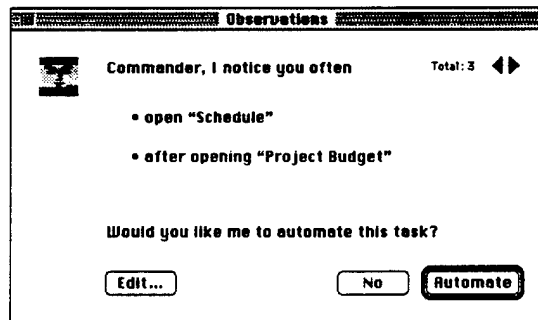 Observations
Commander, I notice you often
Total: 3
• open “Schedule”
• after opening “Project Budget”
Would you like me to automate this task?
Edit... No Automate